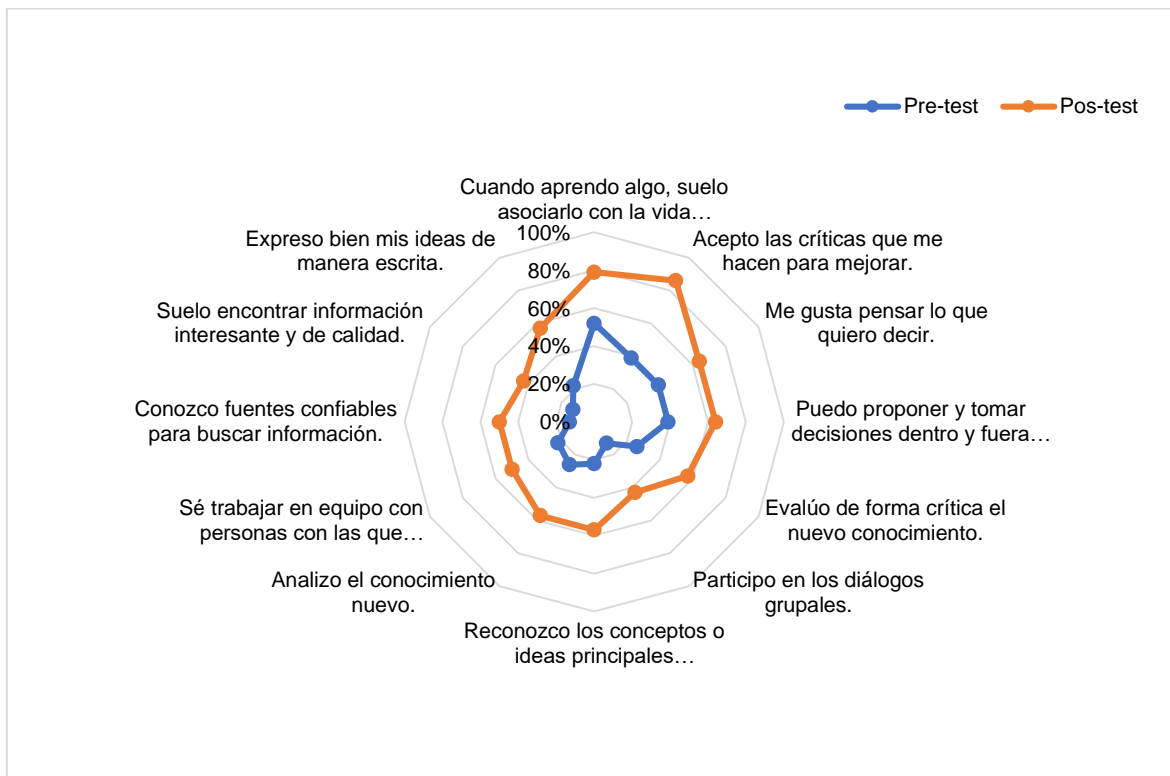 Pre-test
Pos-test
Cuando aprendo algo, suelo
asociarlo con la vida…
Acepto las críticas que me
hacen para mejorar.
Me gusta pensar lo que
quiero decir.
Puedo proponer y tomar
decisiones dentro y fuera…
Evalúo de forma crítica el
nuevo conocimiento.
Participo en los diálogos
grupales.
Reconozco los conceptos o
ideas principales…
Analizo el conocimiento
nuevo.
Sé trabajar en equipo con
personas con las que…
Conozco fuentes confiables
para buscar información.
Suelo encontrar información
interesante y de calidad.
Expreso bien mis ideas de
manera escrita.
100%
80%
60%
40%
20%
0%